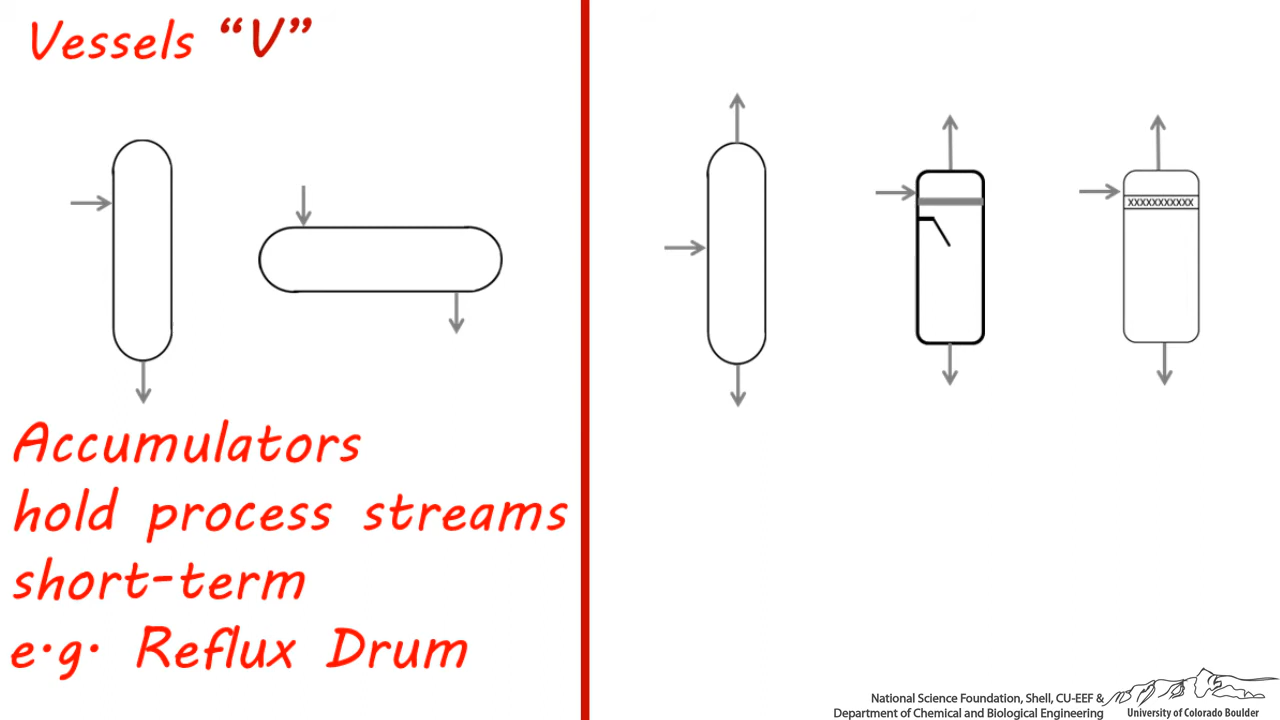 Vessels “V”
XXXXXXXXXXX
Accumulators
hold process streams
short-term
e.g. Reflux Drum
National Science Foundation, Shell, CU-EEF &
Department of Chemical and Biological Engineering
University of Colorado Boulder